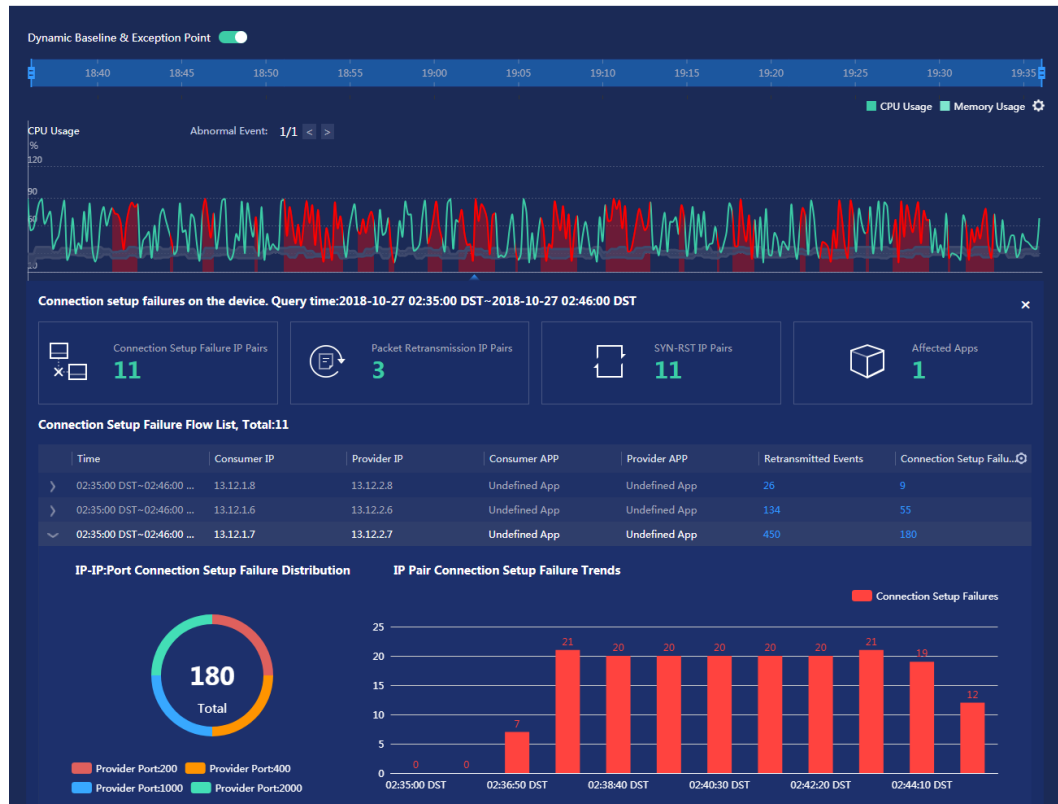 Dynamic Baseline & Exception Point
18:40 18:45 18:50 18:55 19:00 19:05 19:10 19:15 19:20 19:25 19:30 19:35
CPU Usage Memory Usage
CPU Usage Abnormal Event: 1/1 < >
%
120
90
60
Connection setup failures on the device. Query time:2018-10-27 02:35:00 DST~2018-10-27 02:46:00 DST ×
Connection Setup Failure IP Pairs
11
Packet Retransmission IP Pairs
3
SYN-RST IP Pairs
11
Affected Apps
1
Connection Setup Failure Flow List, Total:11
Time Consumer IP Provider IP Consumer APP Provider APP Retransmitted Events Connection Setup Failu...
02:35:00 DST~02:46:00 ... 13.12.1.8 13.12.2.8 Undefined App Undefined App 26 9
02:35:00 DST~02:46:00 ... 13.12.1.6 13.12.2.6 Undefined App Undefined App 134 55
02:35:00 DST~02:46:00 ... 13.12.1.7 13.12.2.7 Undefined App Undefined App 450 180
IP-IP:Port Connection Setup Failure Distribution
180
Total
Provider Port:200 Provider Port:400
Provider Port:1000 Provider Port:2000
IP Pair Connection Setup Failure Trends
Connection Setup Failures
25
20
15
10
5
0
0 0 7 21 20 20 20 20 20 21 19 12
02:35:00 DST 02:36:50 DST 02:38:40 DST 02:40:30 DST 02:42:20 DST 02:44:10 DST